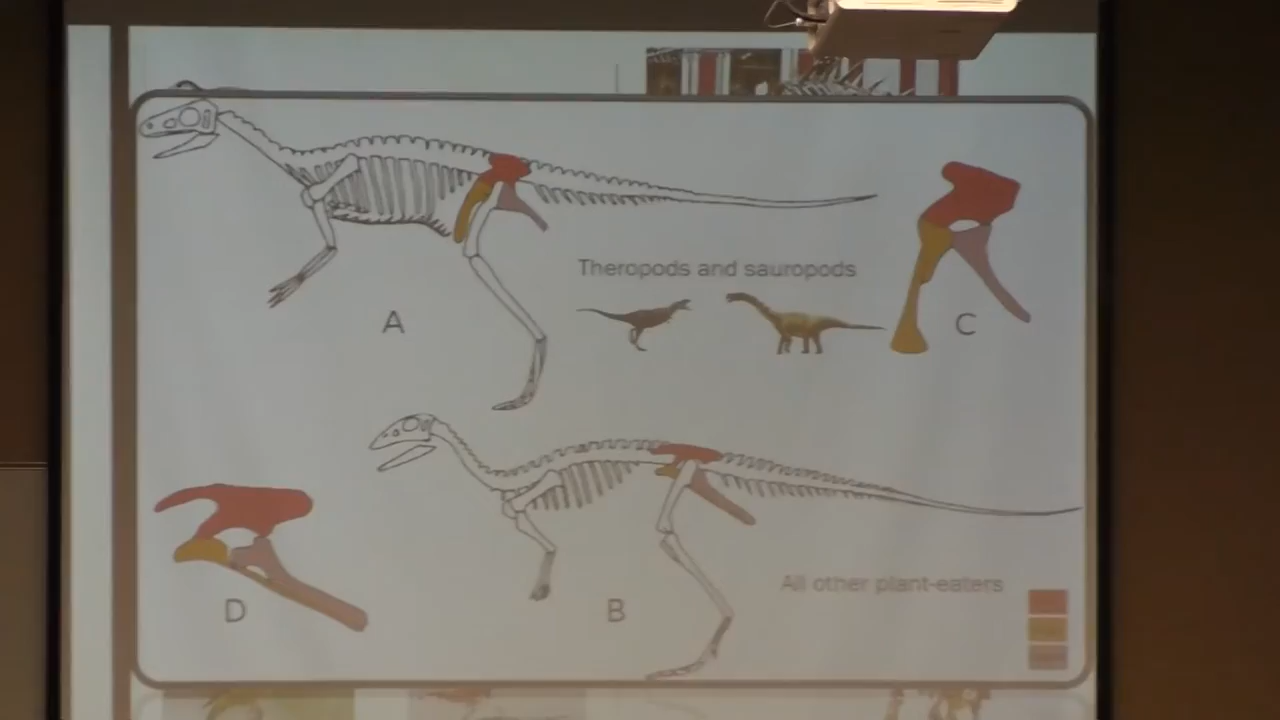 Theropods and sauropods
A
C
All other plant-eaters
D
B